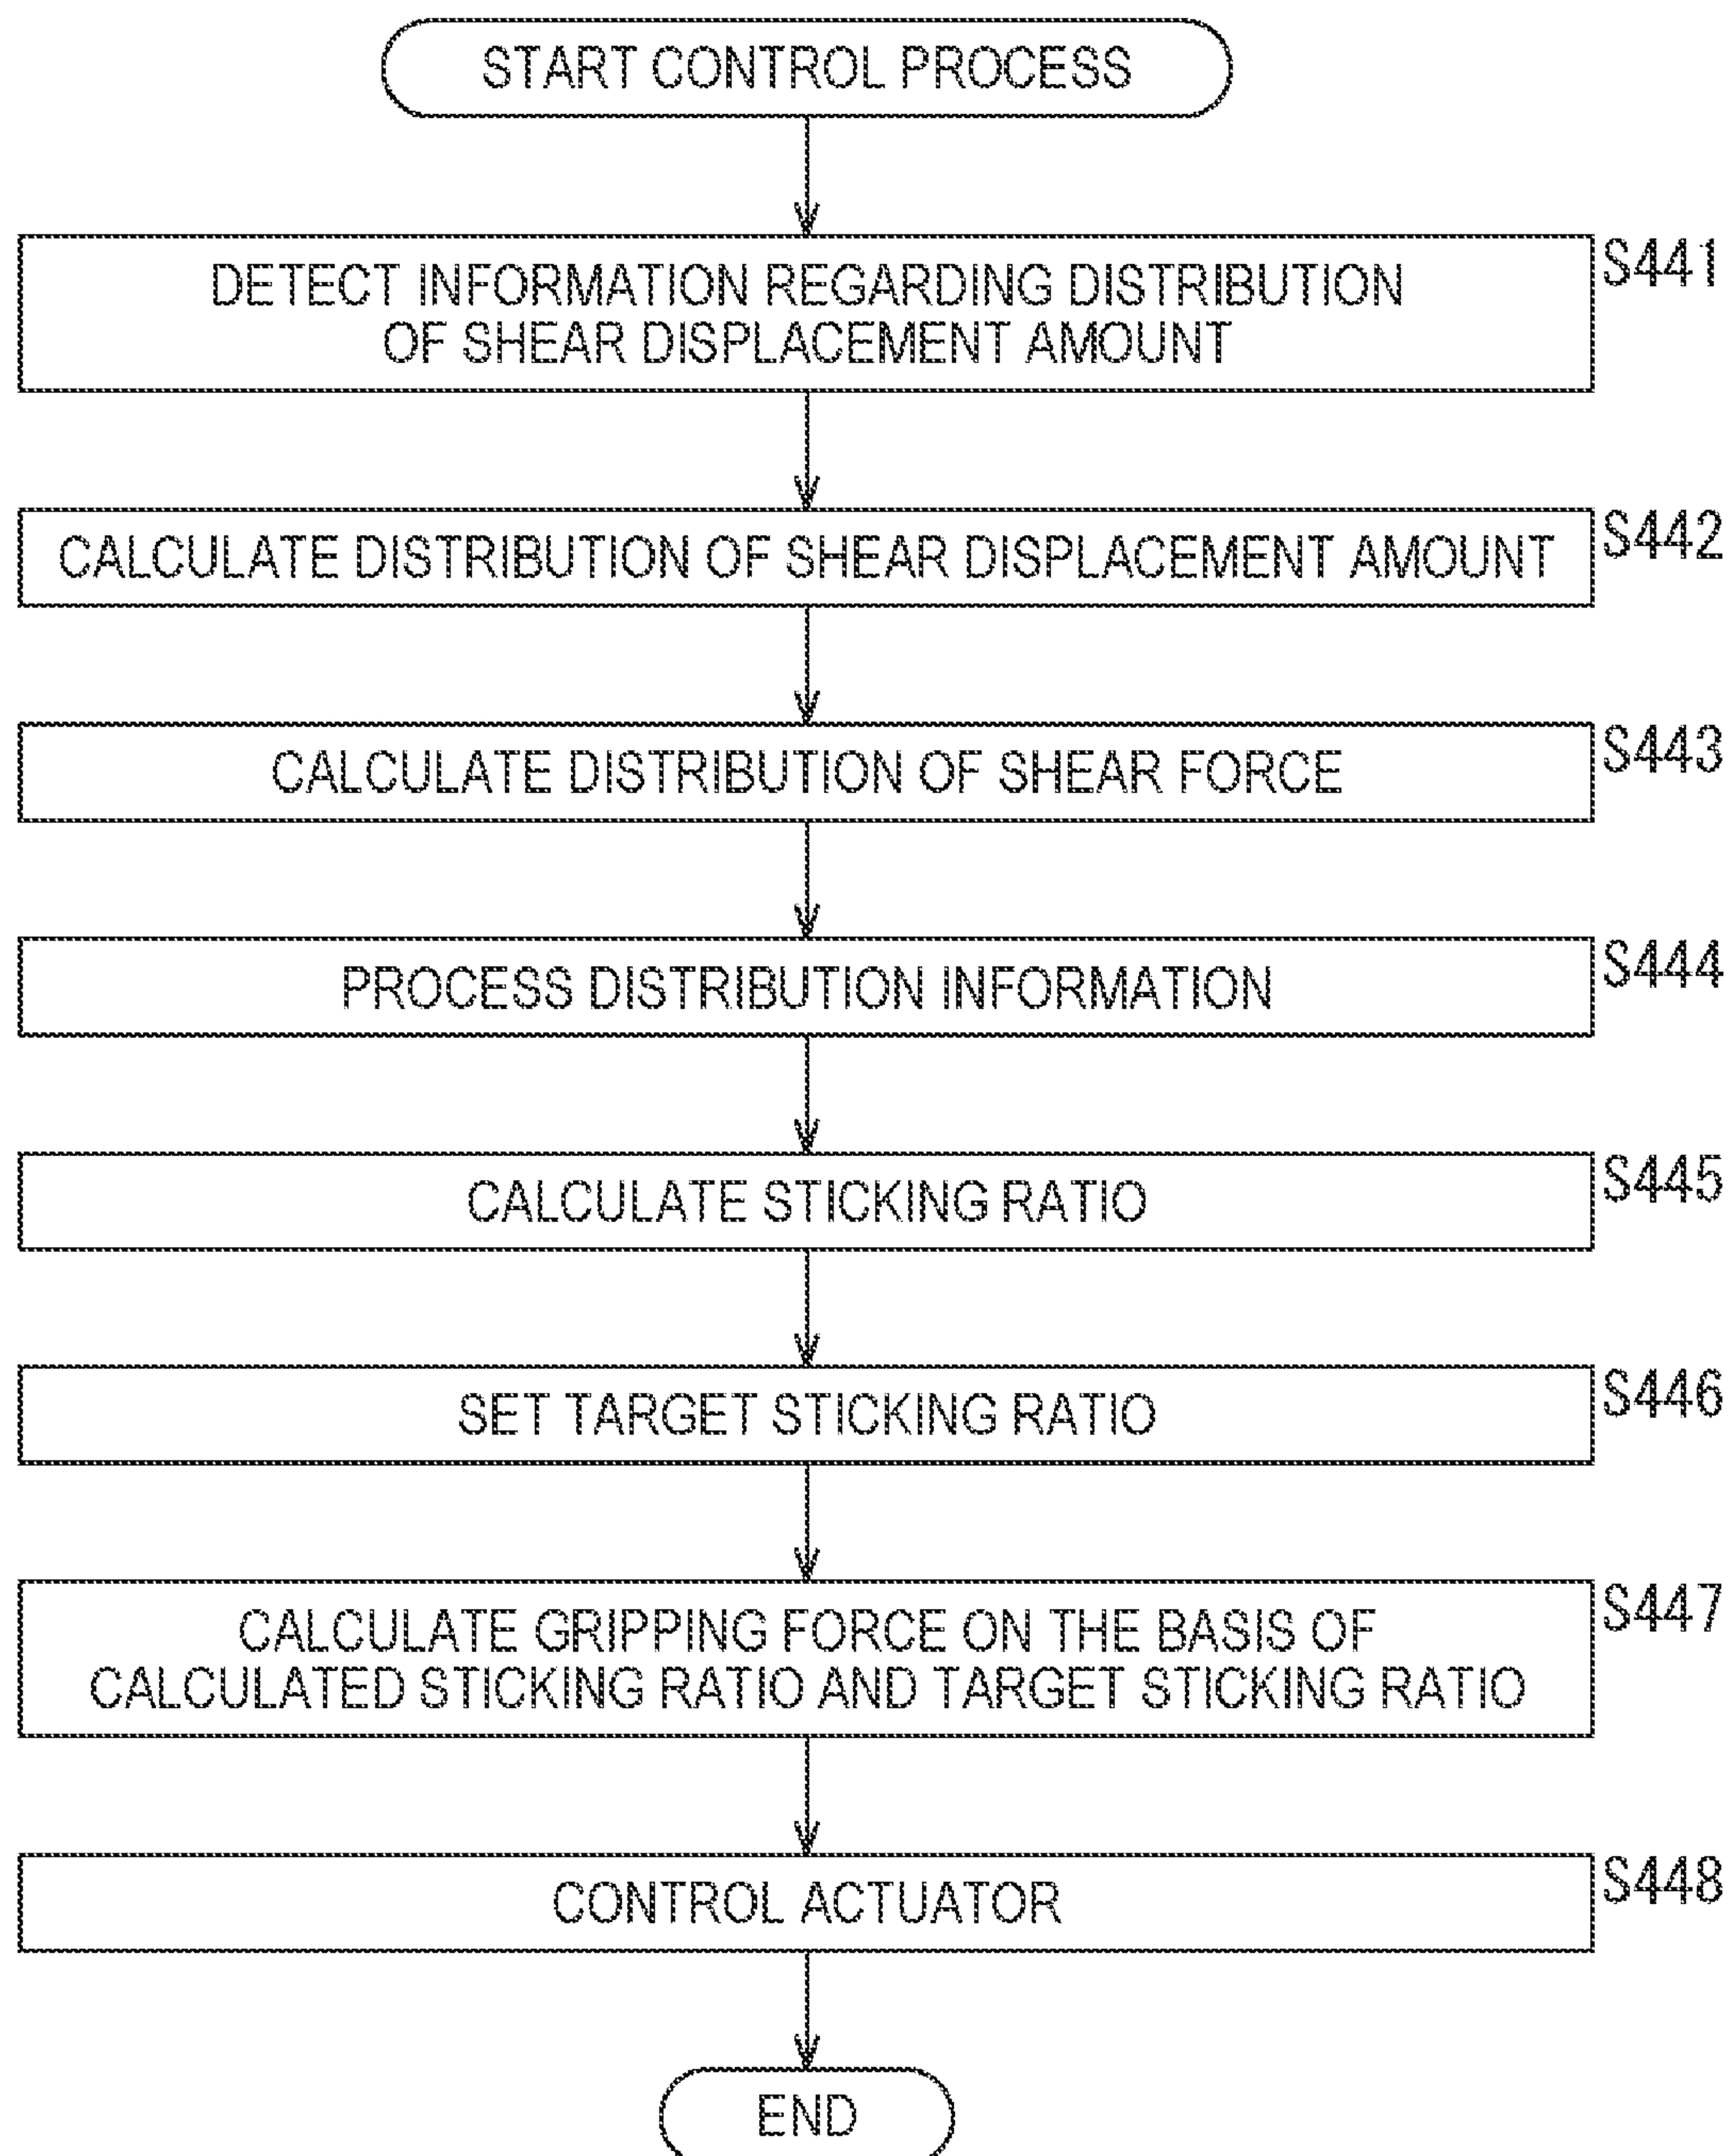 START CONTROL PROCESS
S441
DETECT INFORMATION REGARDING DISTRIBUTION
OF SHEAR DISPLACEMENT AMOUNT
S442
CALCULATE DISTRIBUTION OF SHEAR DISPLACEMENT AMOUNT
S443
CALCULATE DISTRIBUTION OF SHEAR FORCE
S444
PROCESS DISTRIBUTION INFORMATION
S445
CALCULATE STICKING RATIO
S446
SET TARGET STICKING RATIO
S447
CALCULATE GRIPPING FORCE ON THE BASIS OF
CALCULATED STICKING RATIO AND TARGET STICKING RATIO
S448
CONTROL ACTUATOR
END